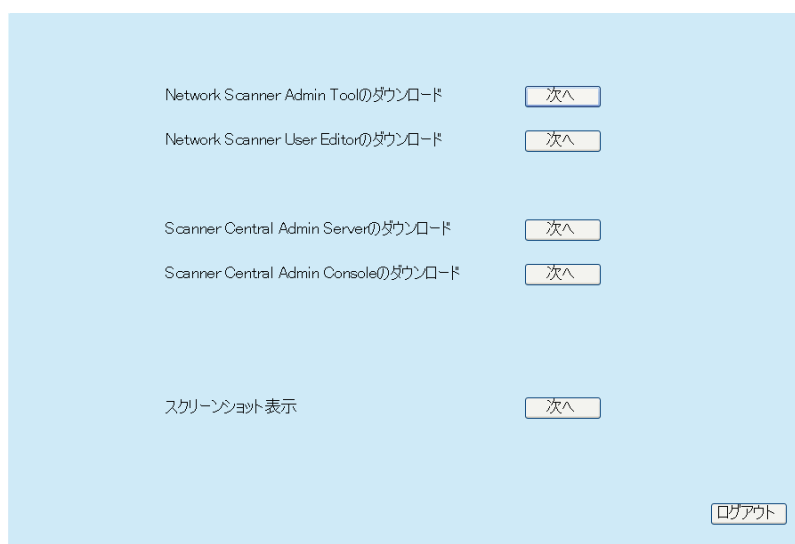 Network Scanner Admin Toolのダウンロード 次へ
Network Scanner User Editorのダウンロード 次へ
Scanner Central Admin Serverのダウンロード 次へ
Scanner Central Admin Consoleのダウンロード 次へ
スクリーンショット表示 次へ
ログアウト